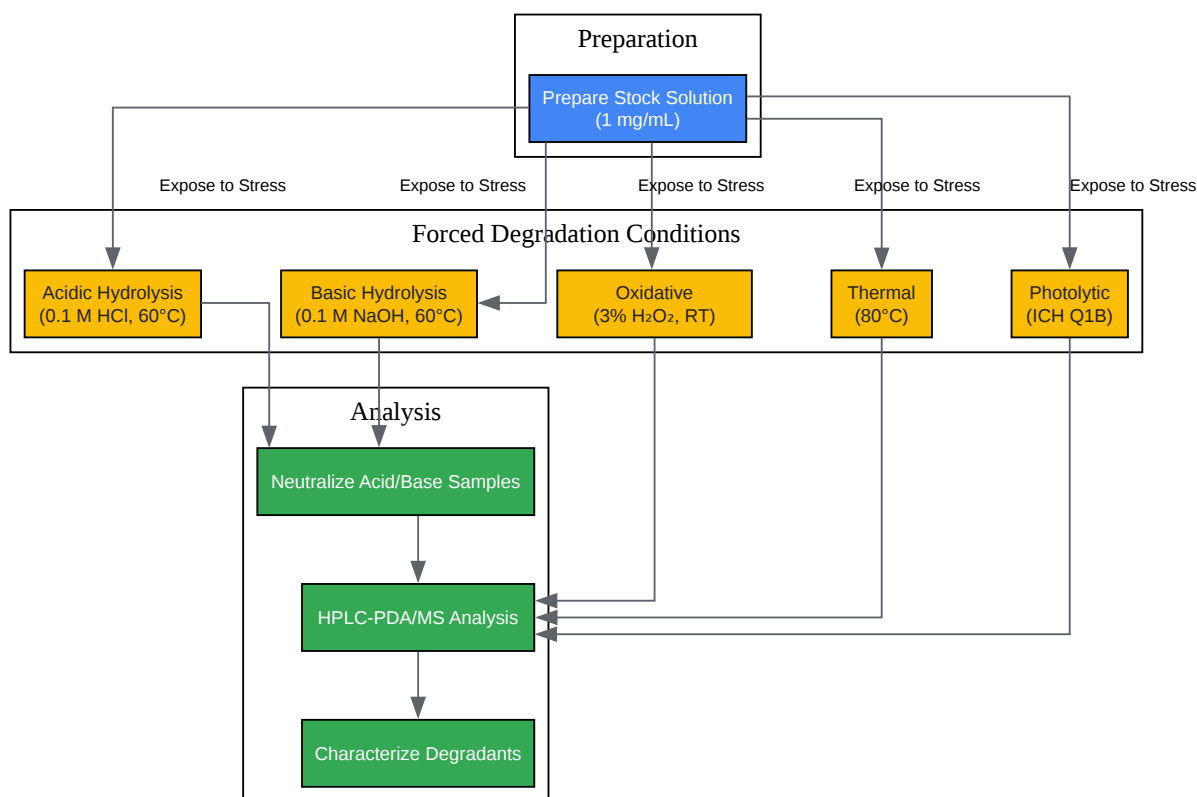 Preparation
Prepare Stock Solution
(1 mg/mL)
Expose to Stress
Expose to Stress
Expose to Stress
Expose to Stress
Expose to Stress
Forced Degradation Conditions
Acidic Hydrolysis
(0.1 M HCl, 60°C)
Basic Hydrolysis
(0.1 M NaOH, 60°C)
Oxidative
(3% H₂O₂, RT)
Thermal
(80°C)
Photolytic
(ICH Q1B)
Analysis
Neutralize Acid/Base Samples
HPLC-PDA/MS Analysis
Characterize Degradants